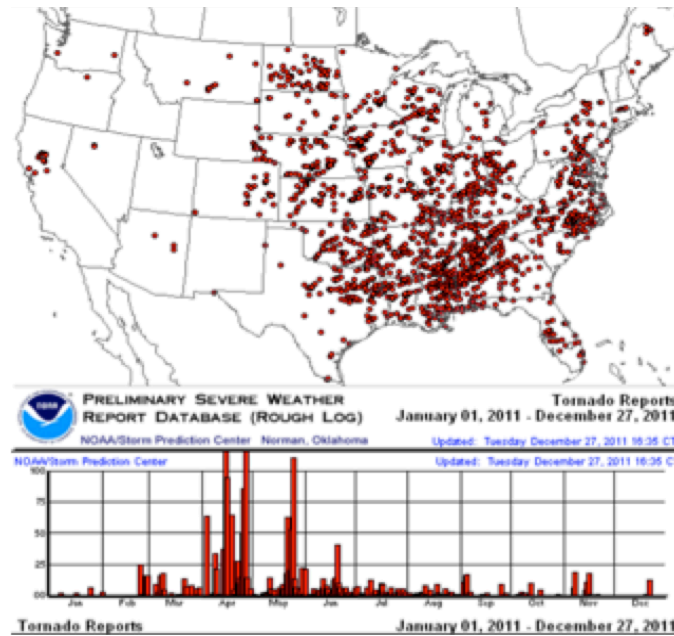 noaa
PRELIMINARY SEVERE WEATHER
REPORT DATABASE (ROUGH LOG)
NOAA/Storm Prediction Center Norman, Oklahoma
Tornado Reports
January 01, 2011 - December 27, 2011
Updated: Tuesday December 27, 2011 16:35 CT
NOAA/Storm Prediction Center
Updated: Tuesday December 27, 2011 16:35 CT
100
75
50
25
00
Jan Feb Mar Apr May Jun Jul Aug Sep Oct Nov Dec
Tornado Reports
January 01, 2011 - December 27, 2011